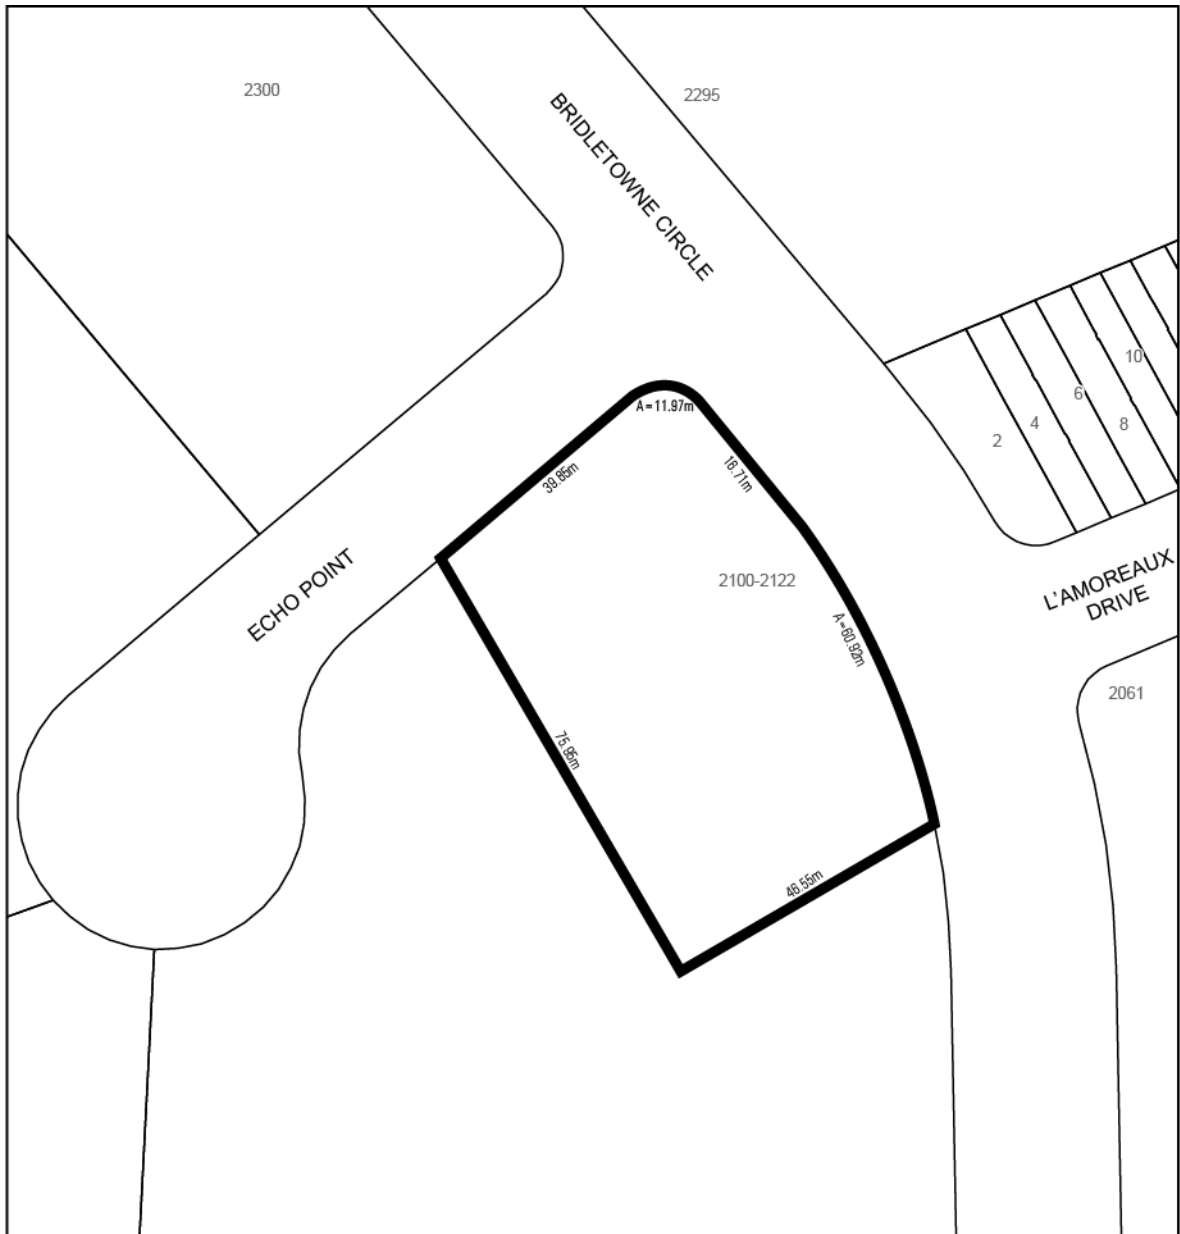 2300
2295
BRIDLETOWNE CIRCLE
10
6
4
8
2
A = 11.97m
39.85m
18.71m
ECHO POINT
2100-2122
L'AMOREAUX
DRIVE
A = 60.92m
2061
75.95m
46.55m